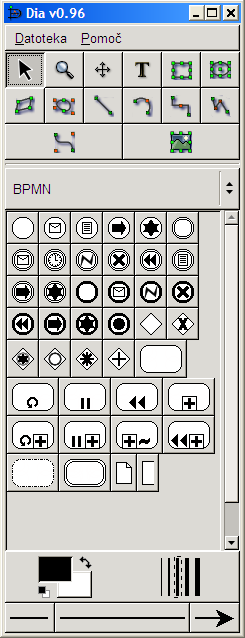 Dia v0.96
Datoteka Pomoč
T
BPMN